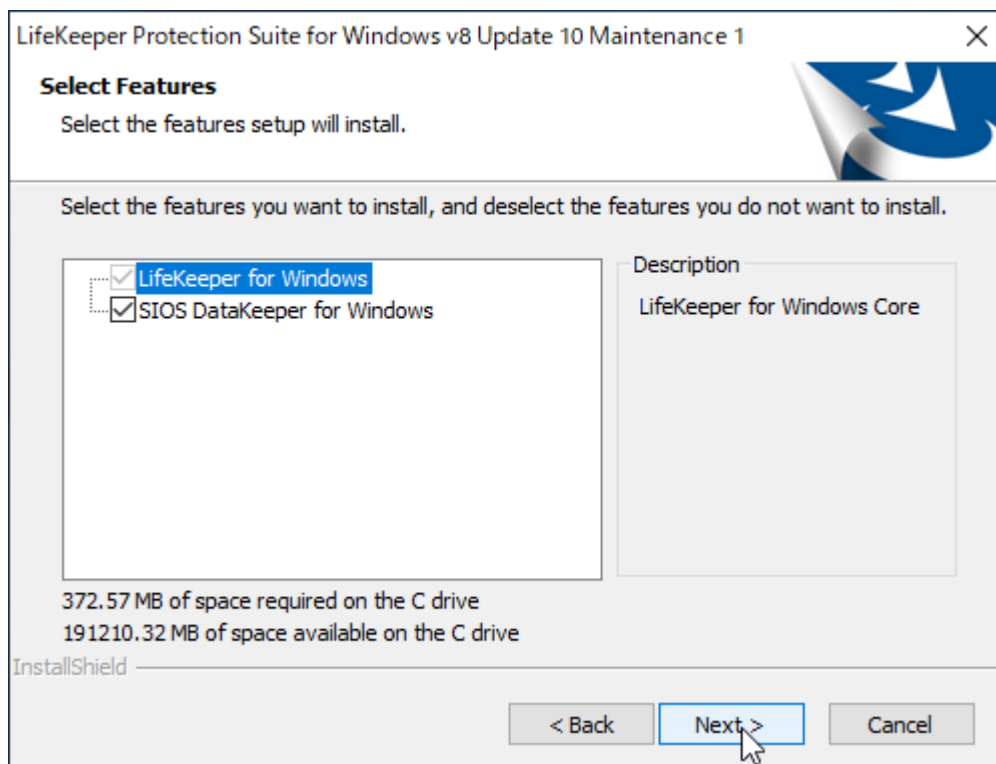 LifeKeeper Protection Suite for Windows v8 Update 10 Maintenance 1
Select Features
Select the features setup will install.
Select the features you want to install, and deselect the features you do not want to install.
LifeKeeper for Windows
SIOS DataKeeper for Windows
Description
LifeKeeper for Windows Core
372.57 MB of space required on the C drive
191210.32 MB of space available on the C drive
InstallShield
< Back
Next >
Cancel